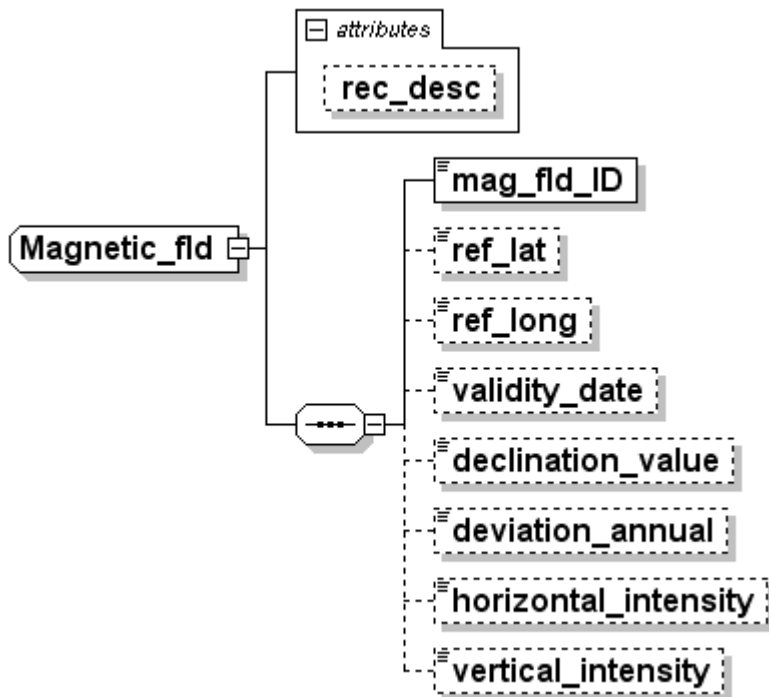 attributes
rec_desc
mag_fld_ID
Magnetic_fld
ref_lat
ref_long
validity_date
declination_value
deviation_annual
horizontal_intensity
vertical_intensity